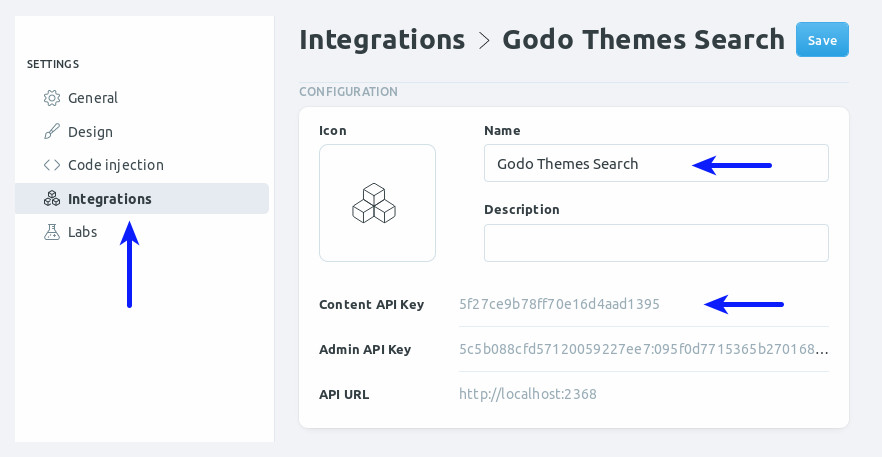 Integrations > Godo Themes Search
Save
SETTINGS
General
Design
Code injection
Integrations
Labs
CONFIGURATION
Icon
Name
Godo Themes Search
Description
Content API Key 5f27ce9b78ff70e16d4aad1395
Admin API Key 5c5b088cfd57120059227ee7:095f0d7715365b270168...
API URL http://localhost:2368